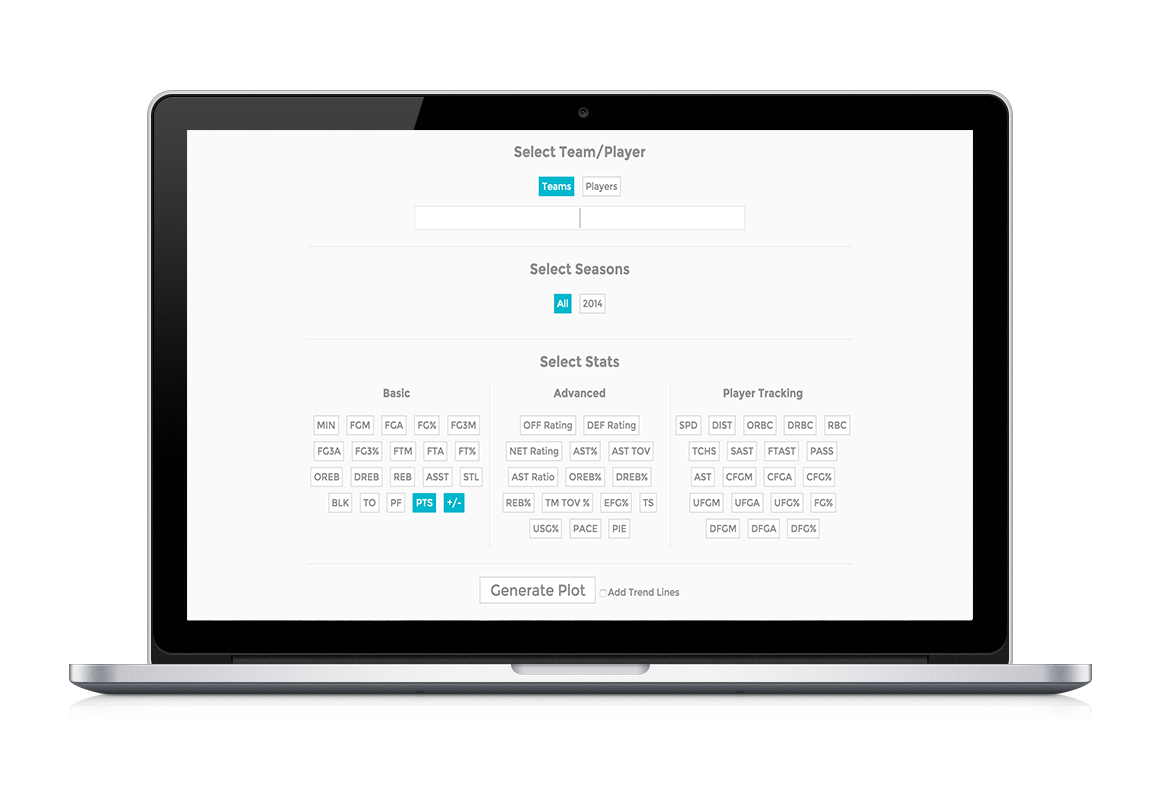 Select Team/Player
Teams Players
Select Seasons
All 2014
Select Stats
Basic
MIN FGM FGA FG% FG3M
FG3A FG3% FTM FTA FT%
OREB DREB REB ASST STL
BLK TO PF PTS +/-
Advanced
OFF Rating DEF Rating
NET Rating AST% AST TOV
AST Ratio OREB% DREB%
REB% TM TOV % EFG% TS
USG% PACE PIE
Player Tracking
SPD DIST ORBC DRBC RBC
TCHS SAST FTAST PASS
AST CFGM CFGA CFG%
UFGM UFGA UFG% FG%
DFGM DFGA DFG%
Generate Plot Add Trend Lines